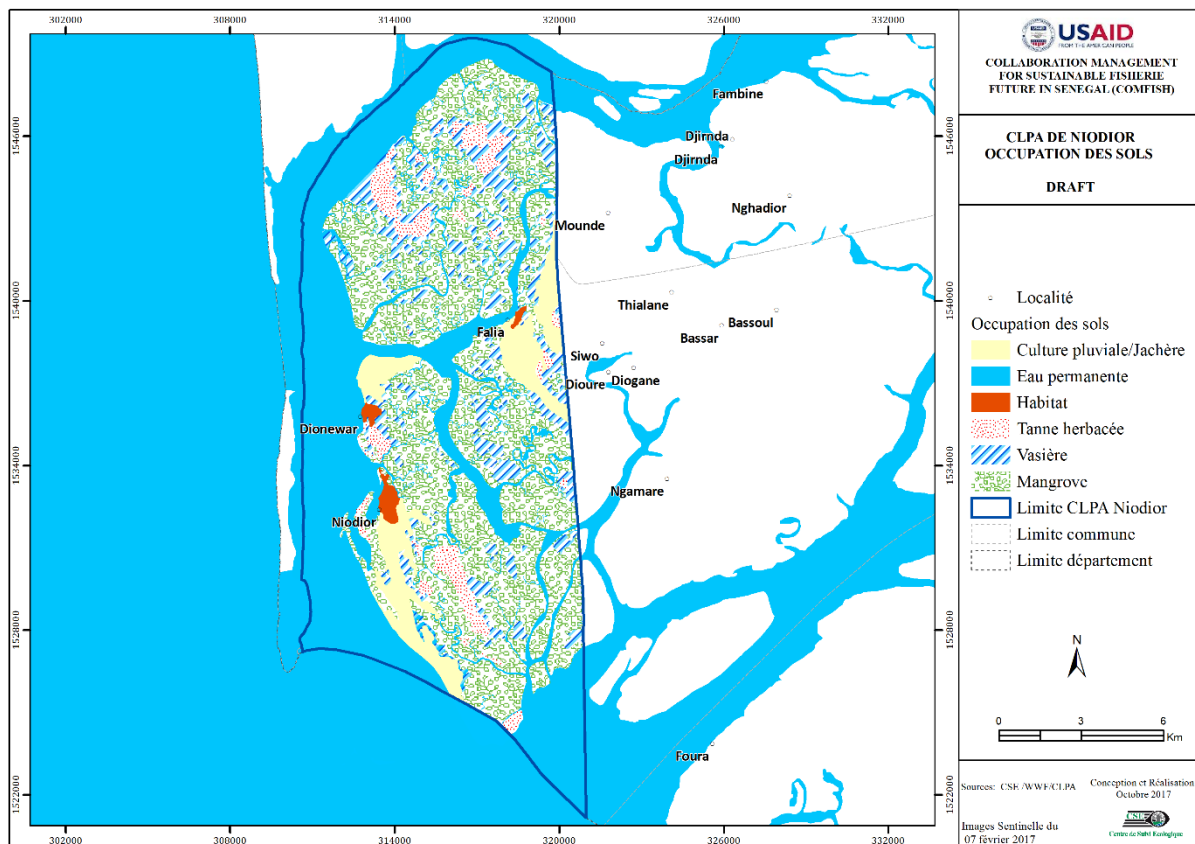 302000
308000
314000
320000
326000
332000
1546000
1540000
1534000
1528000
1522000
1546000
1540000
1534000
1528000
1522000
302000
308000
314000
320000
326000
332000
Fambine
Djirnda
Djirnda
Nghadior
Mounde
Thialane
Bassoul
Bassar
Falia
Siwo
Dioure
Diogane
Dionewar
Ngamare
Niodior
Foura
USAID
FROM THE AMERICAN PEOPLE
COLLABORATION MANAGEMENT
FOR SUSTAINABLE FISHERIE
FUTURE IN SENEGAL (COMFISH)
CLPA DE NIODIOR
OCCUPATION DES SOLS
DRAFT
Localité
Occupation des sols
Culture pluviale/Jachère
Eau permanente
Habitat
Tanne herbacée
Vasière
Mangrove
Limite CLPA Niodior
Limite commune
Limite département
N
0 3 6
Km
Sources: CSE /WWF/CLPA
Conception et Réalisation
Octobre 2017
Images Sentinelle du
07 février 2017
CSE
Centre de Suivi Ecologique